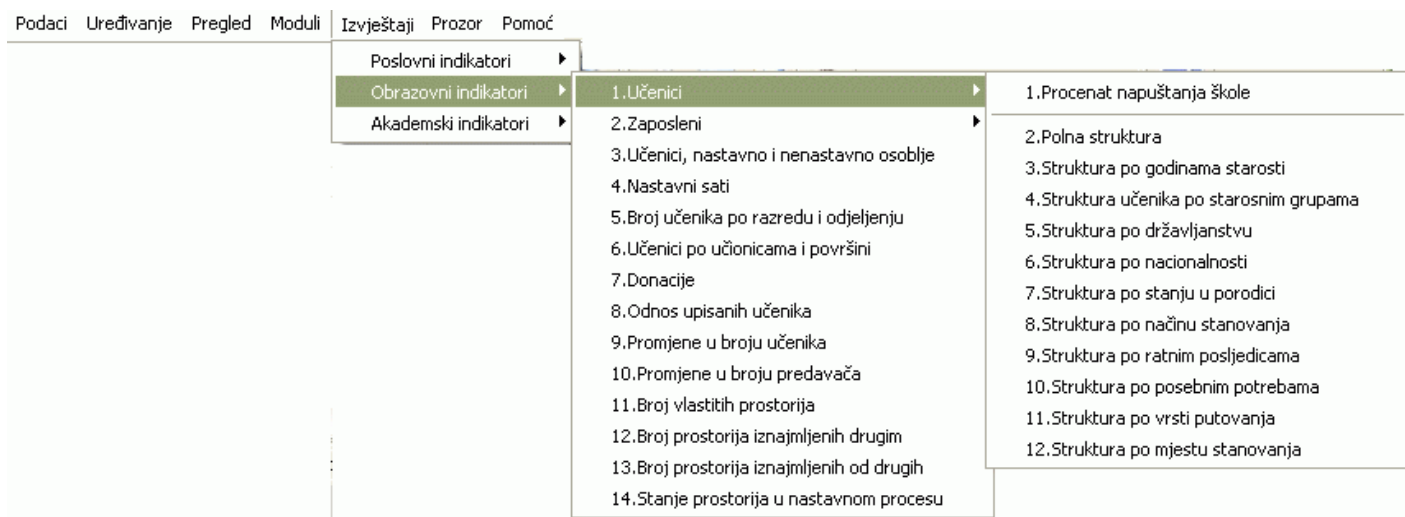 Podaci Uređivanje Pregled Moduli Izvještaji Prozor Pomoć
Poslovni indikatori
Obrazovni indikatori
Akademski indikatori
1.Učenici
2.Zaposleni
3.Učenici, nastavno i nenastavno osoblje
4.Nastavni sati
5.Broj učenika po razredu i odjeljenju
6.Učenici po učionicama i površini
7.Donacije
8.Odnos upisanih učenika
9.Promjene u broju učenika
10.Promjene u broju predavača
11.Broj vlastitih prostorija
12.Broj prostorija iznajmljenih drugim
13.Broj prostorija iznajmljenih od drugih
14.Stanje prostorija u nastavnom procesu
1.Procenat napuštanja škole
2.Polna struktura
3.Struktura po godinama starosti
4.Struktura učenika po starosnim grupama
5.Struktura po državljanstvu
6.Struktura po nacionalnosti
7.Struktura po stanju u porodici
8.Struktura po načinu stanovanja
9.Struktura po ratnim posljedicama
10.Struktura po posebnim potrebama
11.Struktura po vrsti putovanja
12.Struktura po mjestu stanovanja